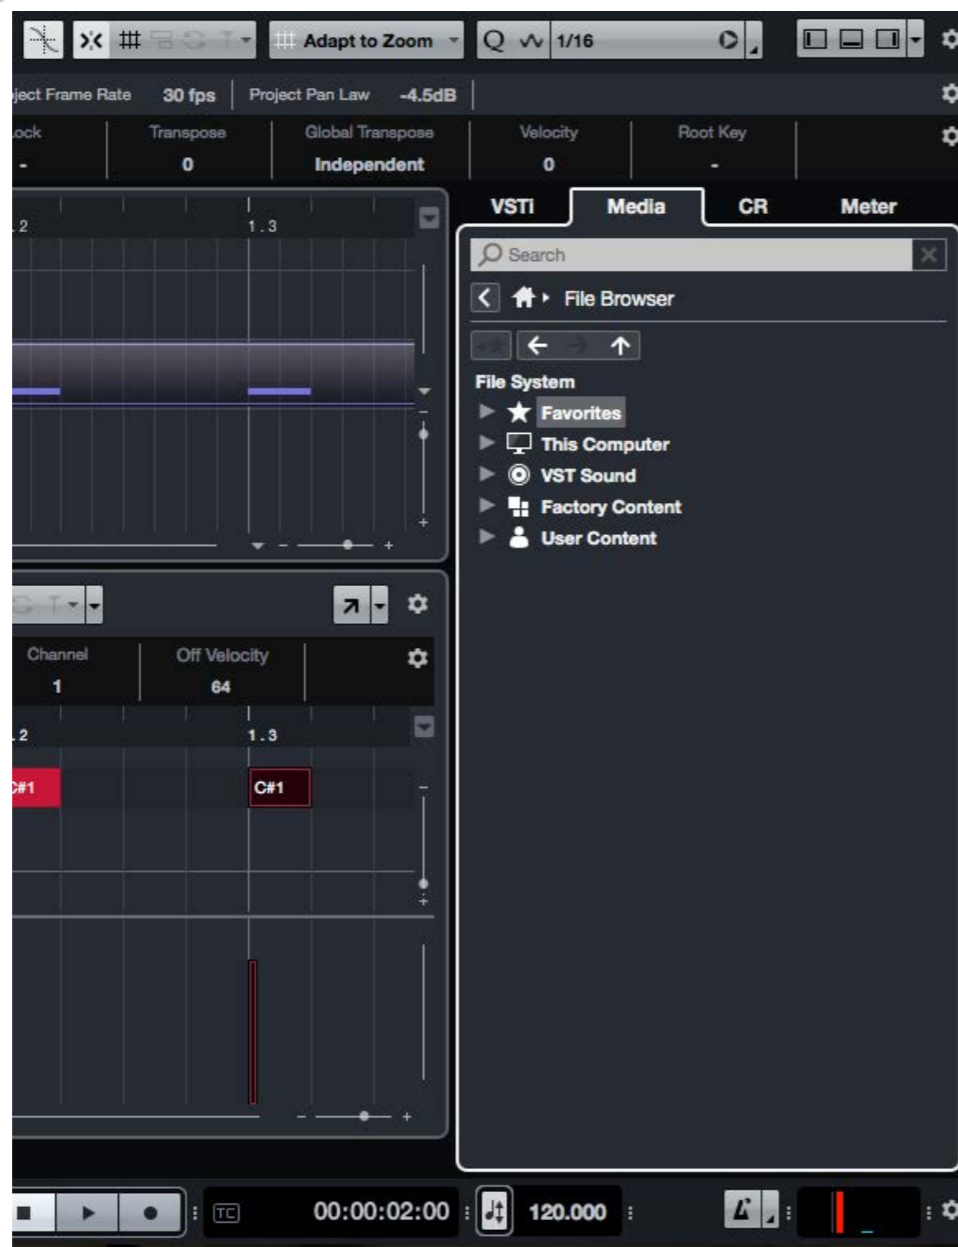 Adapt to Zoom Q 1/16
ject Frame Rate 30 fps Project Pan Law -4.5dB
ock Transpose Global Transpose Velocity Root Key
- 0 Independent 0 -
VSTi Media CR Meter
.2 1.3
Search
File Browser
File System
Favorites
This Computer
VST Sound
Factory Content
User Content
Channel Off Velocity
1 64
.2 1.3
C#1 C#1
TC 00:00:02:00 120.000